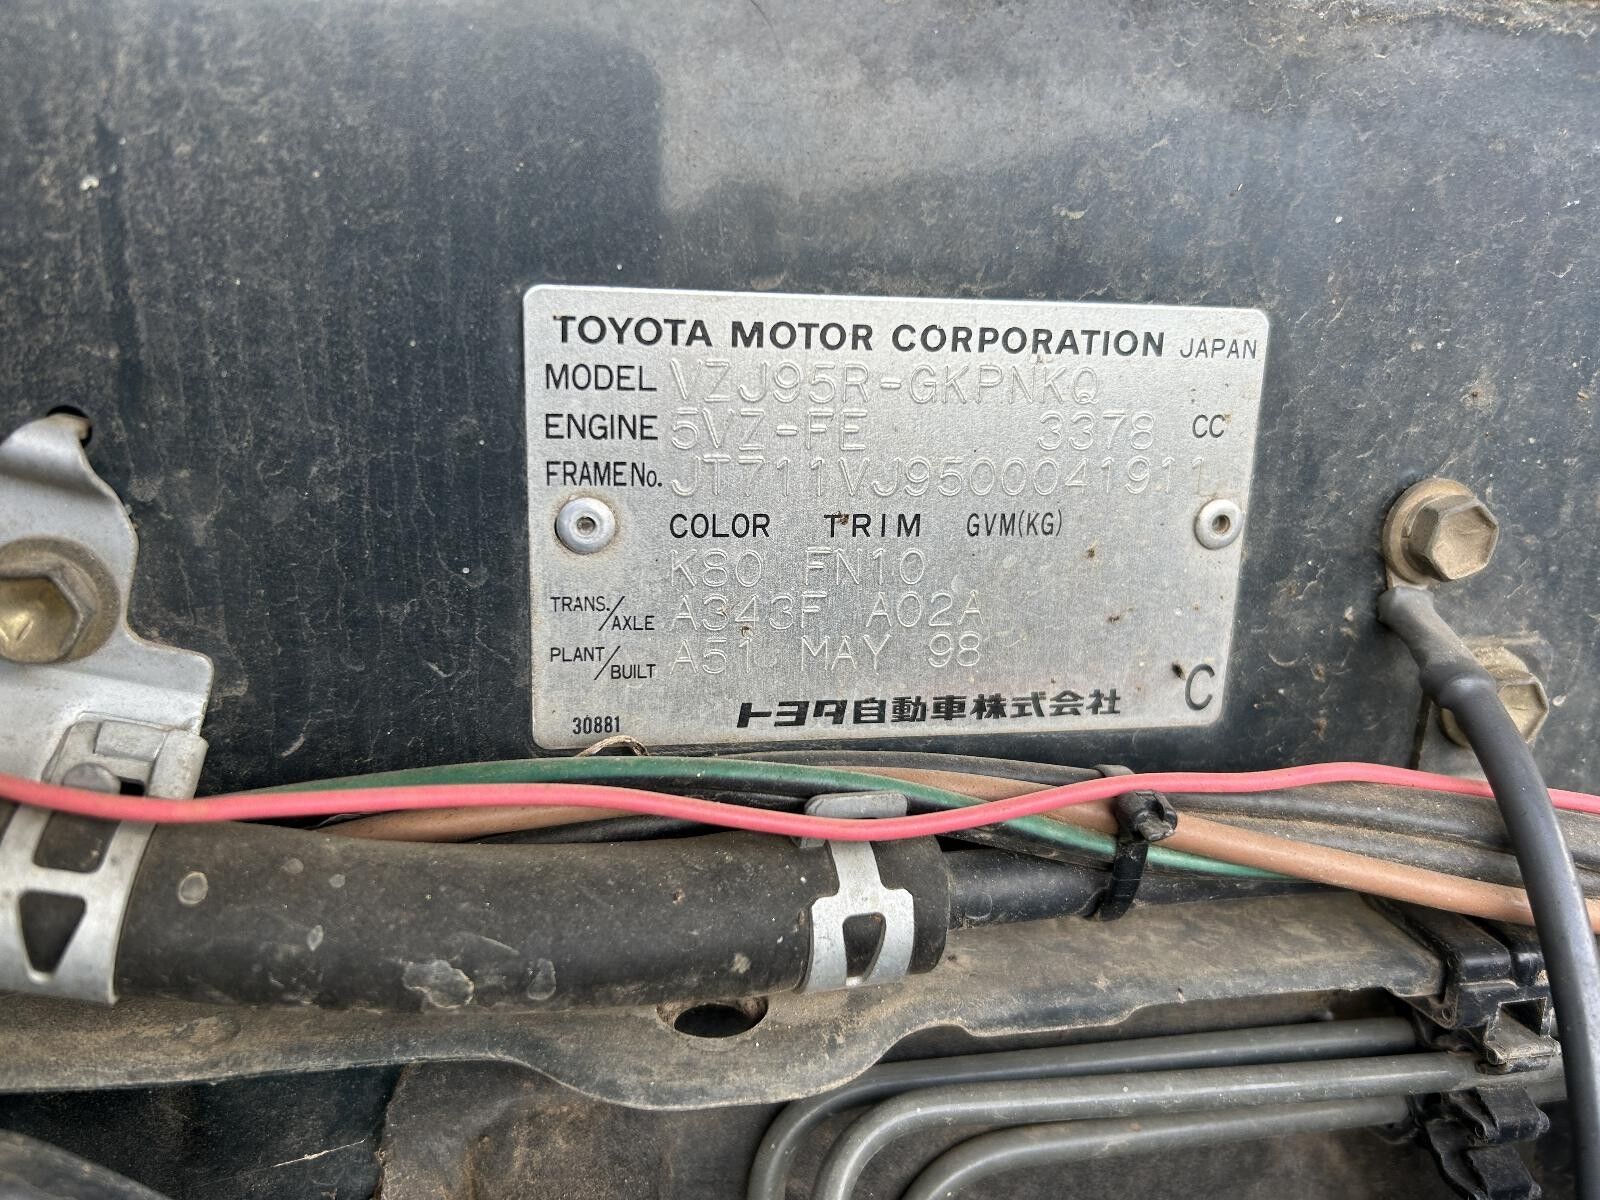 TOYOTA MOTOR CORPORATION JAPAN
MODEL VZJ95R-GKPNKQ
ENGINE 5VZ-FE 3378 CC
FRAME No. JT711VJ9500041911
COLOR TRIM GVM(KG)
K80 FN10
TRANS./AXLE A343F A02A
PLANT/BUILT A51 MAY 98
30881 トヨタ自動車株式会社 C